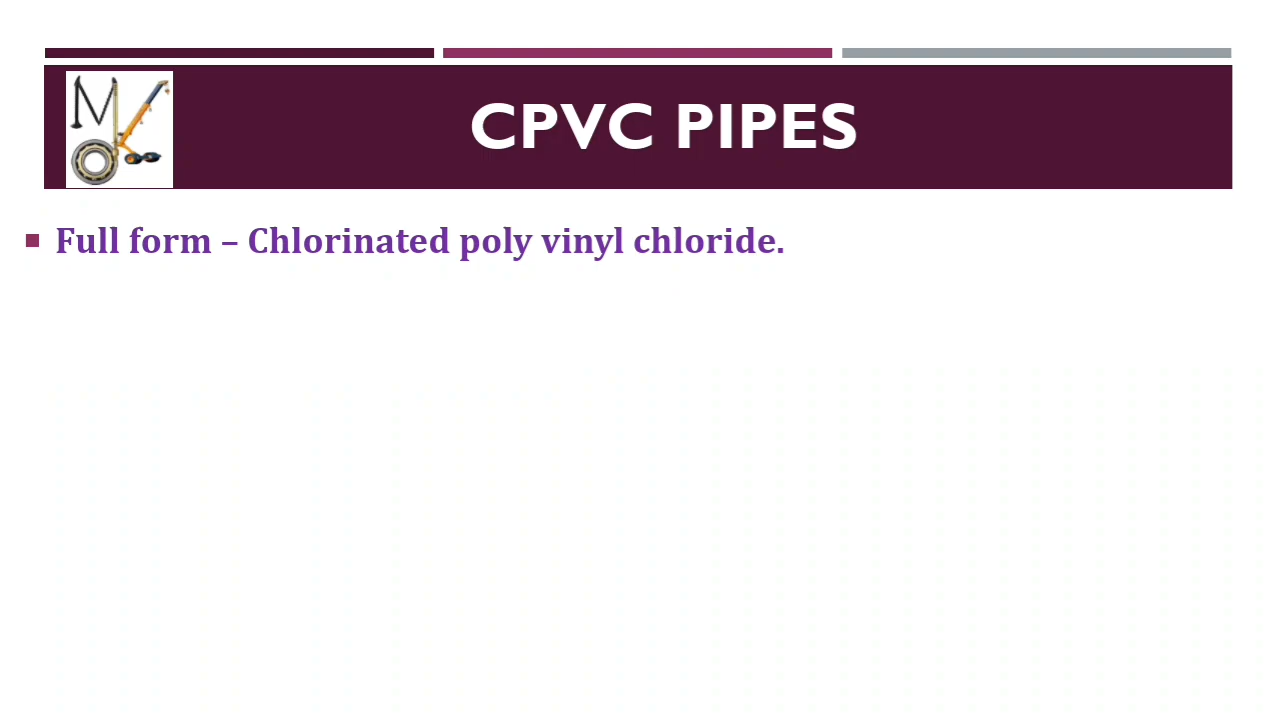 CPVC PIPES
Full form – Chlorinated poly vinyl chloride.